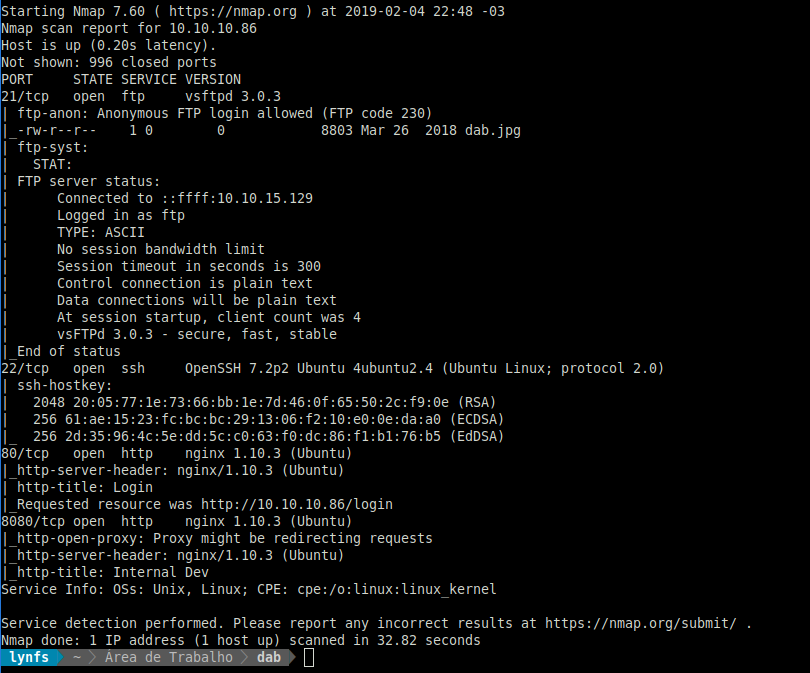 Starting Nmap 7.60 ( https://nmap.org ) at 2019-02-04 22:48 -03
Nmap scan report for 10.10.10.86
Host is up (0.20s latency).
Not shown: 996 closed ports
PORT     STATE SERVICE VERSION
21/tcp   open  ftp     vsftpd 3.0.3
| ftp-anon: Anonymous FTP login allowed (FTP code 230)
|_-rw-r--r--    1 0        0            8803 Mar 26  2018 dab.jpg
| ftp-syst:
|   STAT:
| FTP server status:
|      Connected to ::ffff:10.10.15.129
|      Logged in as ftp
|      TYPE: ASCII
|      No session bandwidth limit
|      Session timeout in seconds is 300
|      Control connection is plain text
|      Data connections will be plain text
|      At session startup, client count was 4
|      vsFTPd 3.0.3 - secure, fast, stable
|_End of status
22/tcp   open  ssh     OpenSSH 7.2p2 Ubuntu 4ubuntu2.4 (Ubuntu Linux; protocol 2.0)
| ssh-hostkey:
|   2048 20:05:77:1e:73:66:bb:1e:7d:46:0f:65:50:2c:f9:0e (RSA)
|   256 61:ae:15:23:fc:bc:bc:29:13:06:f2:10:e0:0e:da:a0 (ECDSA)
|_  256 2d:35:96:4c:5e:dd:5c:c0:63:f0:dc:86:f1:b1:76:b5 (EdDSA)
80/tcp   open  http    nginx 1.10.3 (Ubuntu)
|_http-server-header: nginx/1.10.3 (Ubuntu)
| http-title: Login
|_Requested resource was http://10.10.10.86/login
8080/tcp open  http    nginx 1.10.3 (Ubuntu)
|_http-open-proxy: Proxy might be redirecting requests
|_http-server-header: nginx/1.10.3 (Ubuntu)
|_http-title: Internal Dev
Service Info: OSs: Unix, Linux; CPE: cpe:/o:linux:linux_kernel

Service detection performed. Please report any incorrect results at https://nmap.org/submit/ .
Nmap done: 1 IP address (1 host up) scanned in 32.82 seconds
lynfs ~ Área de Trabalho dab